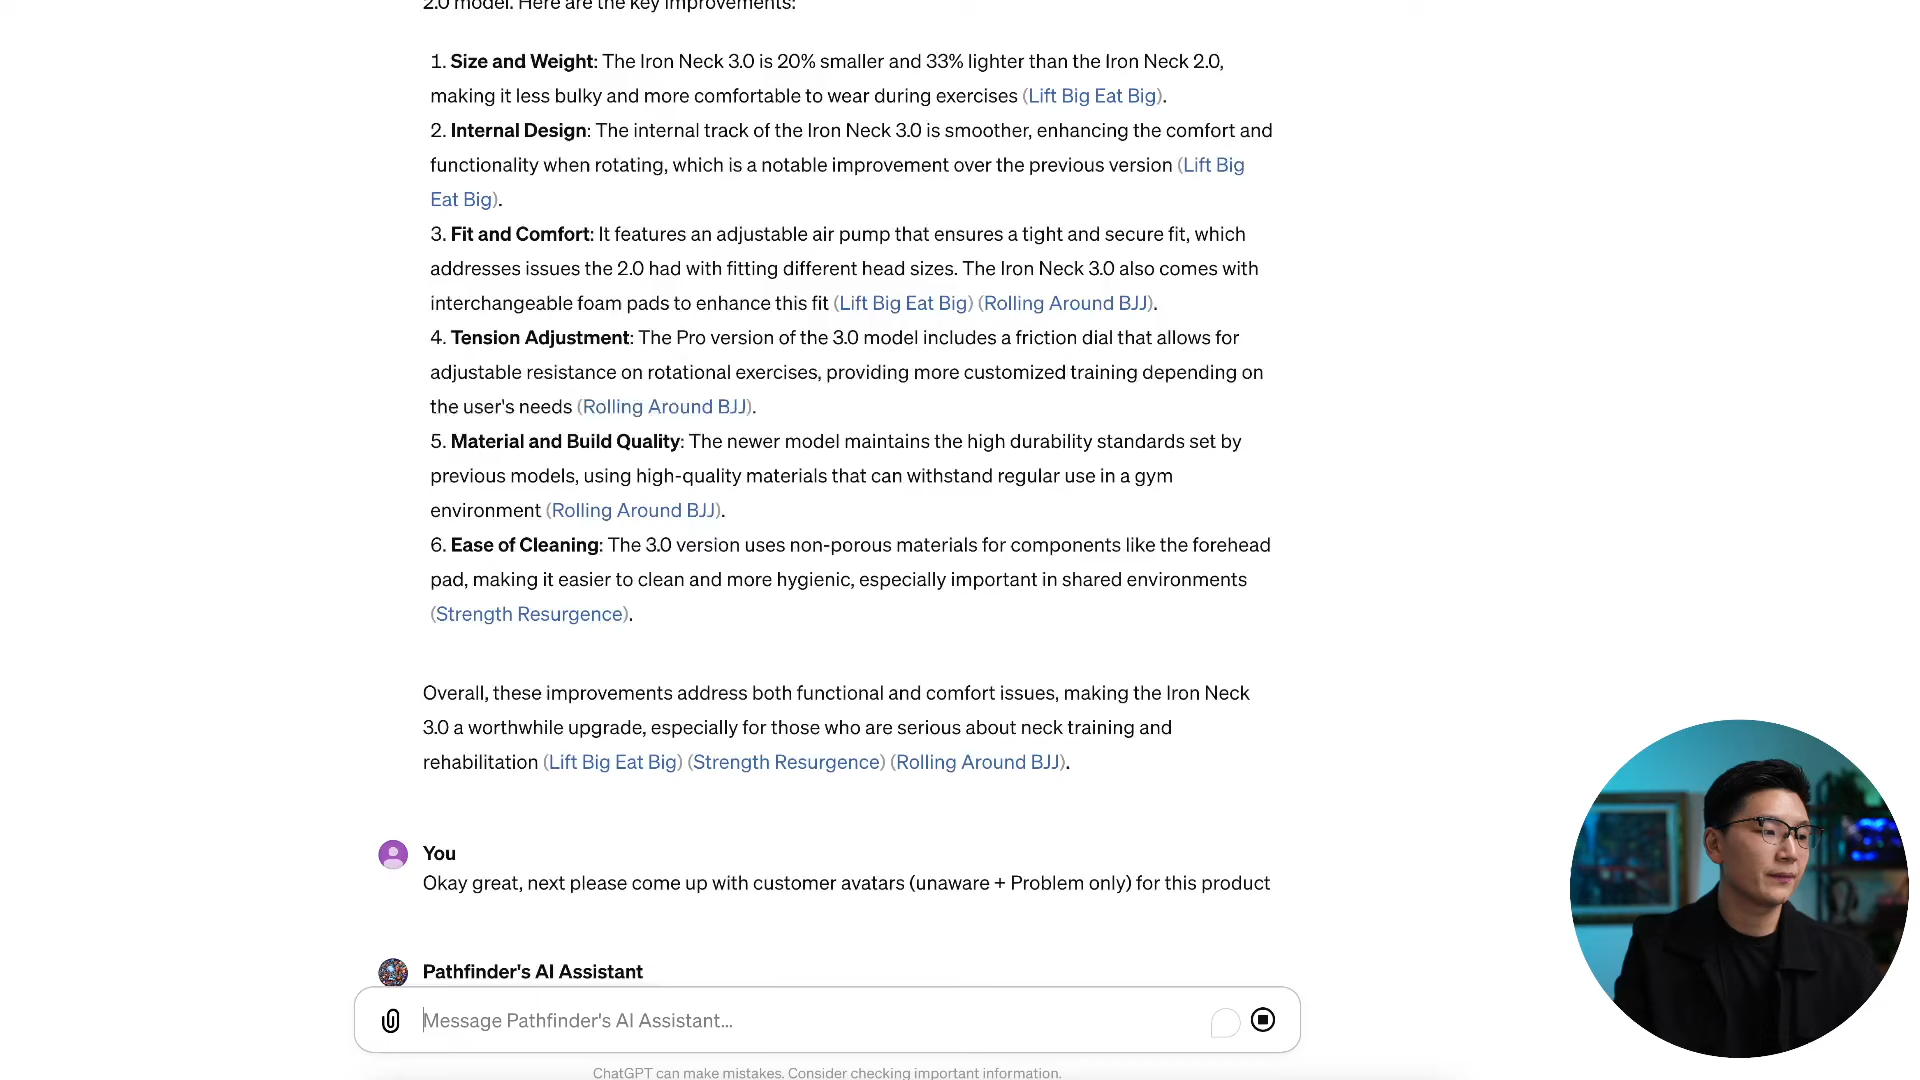 2.0 model. Here are the key improvements:
1. Size and Weight: The Iron Neck 3.0 is 20% smaller and 33% lighter than the Iron Neck 2.0,
making it less bulky and more comfortable to wear during exercises (Lift Big Eat Big).
2. Internal Design: The internal track of the Iron Neck 3.0 is smoother, enhancing the comfort and
functionality when rotating, which is a notable improvement over the previous version (Lift Big
Eat Big).
3. Fit and Comfort: It features an adjustable air pump that ensures a tight and secure fit, which
addresses issues the 2.0 had with fitting different head sizes. The Iron Neck 3.0 also comes with
interchangeable foam pads to enhance this fit (Lift Big Eat Big) (Rolling Around BJJ).
4. Tension Adjustment: The Pro version of the 3.0 model includes a friction dial that allows for
adjustable resistance on rotational exercises, providing more customized training depending on
the user's needs (Rolling Around BJJ).
5. Material and Build Quality: The newer model maintains the high durability standards set by
previous models, using high-quality materials that can withstand regular use in a gym
environment (Rolling Around BJJ).
6. Ease of Cleaning: The 3.0 version uses non-porous materials for components like the forehead
pad, making it easier to clean and more hygienic, especially important in shared environments
(Strength Resurgence).
Overall, these improvements address both functional and comfort issues, making the Iron Neck
3.0 a worthwhile upgrade, especially for those who are serious about neck training and
rehabilitation (Lift Big Eat Big) (Strength Resurgence) (Rolling Around BJJ).
You
Okay great, next please come up with customer avatars (unaware + Problem only) for this product
Pathfinder's AI Assistant
Message Pathfinder's AI Assistant...
ChatGPT can make mistakes. Consider checking important information.